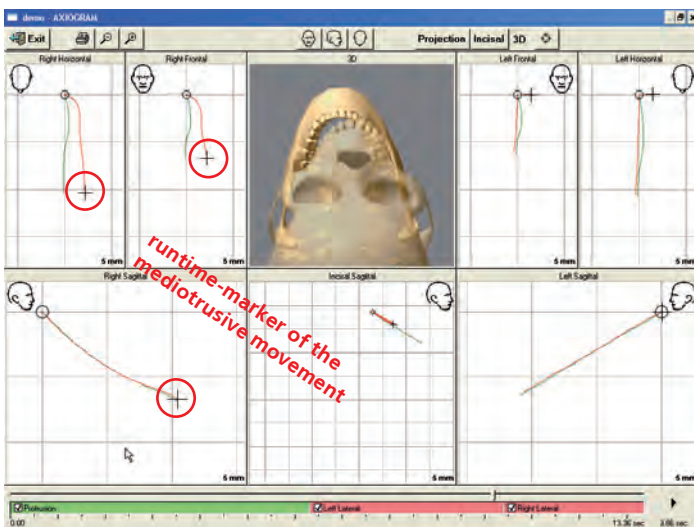 demo - AXIOGRAM
Exit
Projection Incisal 3D
Right Horizontal
Right Frontal
3D
Left Frontal
Left Horizontal
5 mm
5 mm
5 mm
5 mm
runtime-marker of the
mediotrusive movement
Right Sagittal
Incisal Sagittal
Left Sagittal
5 mm
5 mm
5 mm
Protrusion
Left Lateral
Right Lateral
0.00
13.36 sec
3.86 sec